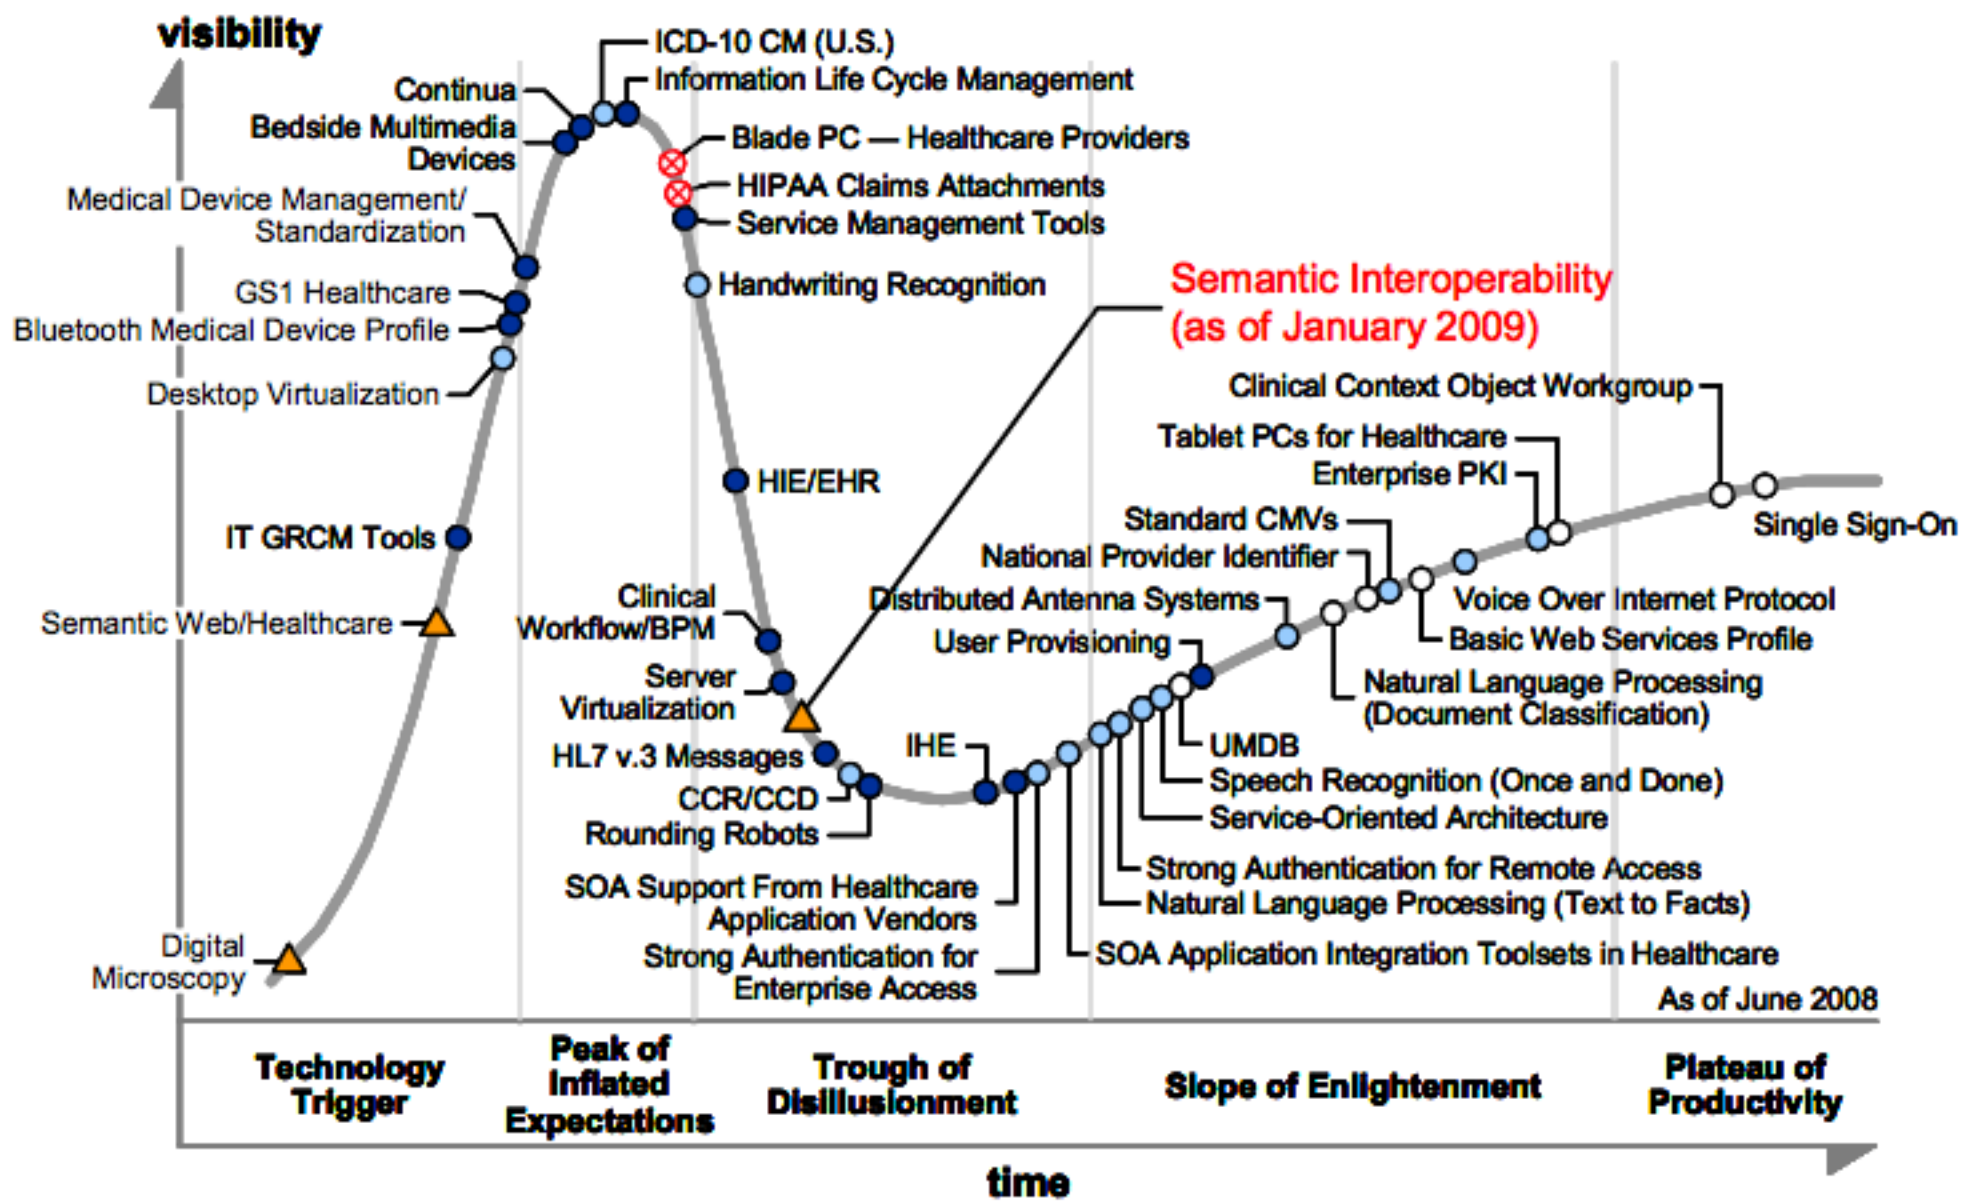 visibility
ICD-10 CM (U.S.)
Information Life Cycle Management
Continua
Bedside Multimedia
Devices
Blade PC — Healthcare Providers
HIPAA Claims Attachments
Service Management Tools
Medical Device Management/
Standardization
Handwriting Recognition
GS1 Healthcare
Bluetooth Medical Device Profile
Desktop Virtualization
Semantic Interoperability
(as of January 2009)
Clinical Context Object Workgroup
Tablet PCs for Healthcare
Enterprise PKI
HIE/EHR
Standard CMVs
Single Sign-On
IT GRCM Tools
National Provider Identifier
Distributed Antenna Systems
Voice Over Internet Protocol
Clinical
Workflow/BPM
Semantic Web/Healthcare
User Provisioning
Basic Web Services Profile
Server
Virtualization
Natural Language Processing
(Document Classification)
HL7 v.3 Messages
IHE
UMDB
CCR/CCD
Speech Recognition (Once and Done)
Rounding Robots
Service-Oriented Architecture
SOA Support From Healthcare
Application Vendors
Strong Authentication for Remote Access
Natural Language Processing (Text to Facts)
Digital
Microscopy
Strong Authentication for
Enterprise Access
SOA Application Integration Toolsets in Healthcare
As of June 2008
Technology
Trigger
Peak of
Inflated
Expectations
Trough of
Disillusionment
Slope of Enlightenment
Plateau of
Productivity
time